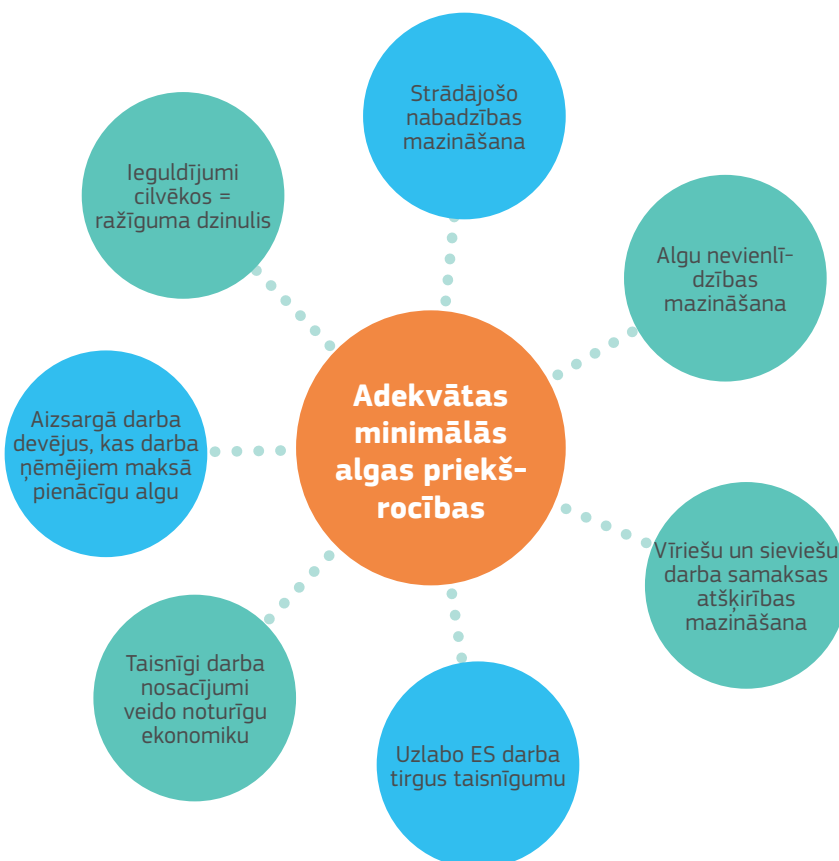 Strādājošo
nabadzības
mazināšana
Ieguldījumi
cilvēkos =
ražīguma dzinulis
Algu nevienlī-
dzības
mazināšana
Adekvātas
minimālās
algas priekš-
rocības
Aizsargā darba
devējus, kas darba
ņēmējiem maksā
pienācīgu algu
Vīriešu un sieviešu
darba samaksas
atšķirības
mazināšana
Taisnīgi darba
nosacījumi
veido noturīgu
ekonomiku
Uzlabo ES darba
tirgus taisnīgumu